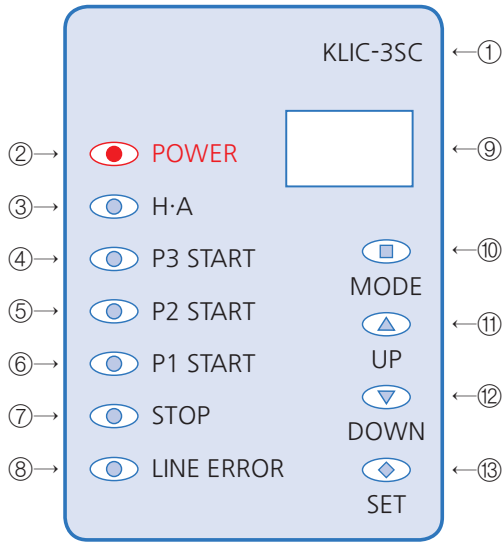 KLIC-3SC ←①
②→ POWER
←⑨
③→ H·A
④→ P3 START
←⑩
MODE
⑤→ P2 START
←⑪
UP
⑥→ P1 START
←⑫
⑦→ STOP
DOWN
⑧→ LINE ERROR
←⑬
SET